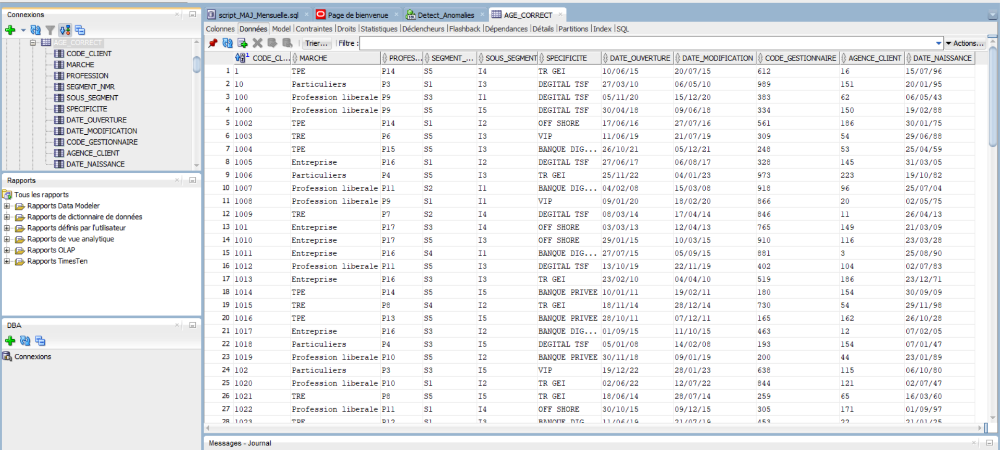 Connexions
AGE_CORRECT
CODE_CLIENT
MARCHE
PROFESSION
SEGMENT_NMR
SOUS_SEGMENT
SPECIFICITE
DATE_OUVERTURE
DATE_MODIFICATION
CODE_GESTIONNAIRE
AGENCE_CLIENT
DATE_NAISSANCE
Rapports
Tous les rapports
Rapports Data Modeler
Rapports de dictionnaire de données
Rapports définis par l'utilisateur
Rapports de vue analytique
Rapports OLAP
Rapports TimesTen
DBA
Connexions
script_MAJ_Mensuelle.sql Page de bienvenue Detect_Anomalies AGE_CORRECT
Colonnes Données Model |Contraintes |Droits |Statistiques |Déclencheurs |Flashback |Dépendances |Détails |Partitions |Index |SQL
Trier... Filtre : Actions...
CODE_CL... MARCHE PROFES... SEGMENT_... SOUS_SEGMENT SPECIFICITE DATE_OUVERTURE DATE_MODIFICATION CODE_GESTIONNAIRE AGENCE_CLIENT DATE_NAISSANCE
1 1 TPE P14 S5 I4 TR GEI 10/06/15 20/07/15 612 16 15/07/96
2 10 Particuliers P3 S1 I3 DEGITAL TSF 27/03/10 06/05/10 989 151 20/01/95
3 100 Profession liberale P9 S3 I1 DEGITAL TSF 05/11/20 15/12/20 383 62 06/05/43
4 1000 Profession liberale P9 S5 I5 DEGITAL TSF 30/04/18 09/06/18 334 150 19/02/88
5 1002 TPE P14 S1 I2 OFF SHORE 17/06/16 27/07/16 561 186 30/01/75
6 1003 TRE P6 S5 I3 VIP 11/06/19 21/07/19 309 54 29/06/88
7 1004 TPE P15 S5 I3 BANQUE DIG... 26/10/21 05/12/21 248 53 25/04/59
8 1005 Entreprise P16 S1 I2 DEGITAL TSF 27/06/17 06/08/17 328 145 31/03/05
9 1006 Particuliers P4 S5 I3 TR GEI 25/11/22 04/01/23 973 223 19/10/82
10 1007 Profession liberale P11 S2 I1 BANQUE DIG... 04/02/08 15/03/08 918 96 25/07/04
11 1008 Profession liberale P9 S1 I1 VIP 09/01/20 18/02/20 866 20 02/05/75
12 1009 TRE P7 S2 I4 DEGITAL TSF 08/03/14 17/04/14 846 11 26/04/13
13 101 Entreprise P17 S3 I4 OFF SHORE 03/03/13 12/04/13 765 149 21/03/09
14 1010 Entreprise P17 S5 I3 OFF SHORE 29/01/15 10/03/15 910 116 23/03/28
15 1011 Entreprise P16 S4 I1 BANQUE DIG... 27/07/15 05/09/15 881 3 25/08/90
16 1012 Profession liberale P11 S5 I3 DEGITAL TSF 13/10/19 22/11/19 402 104 02/07/83
17 1013 Entreprise P16 S3 I3 TR GEI 23/02/10 04/04/10 519 186 23/12/71
18 1014 TPE P14 S5 I5 BANQUE PRIVEE 10/01/11 19/02/11 180 154 30/09/09
19 1015 TRE P8 S4 I2 TR GEI 18/11/14 28/12/14 730 54 29/11/98
20 1016 TPE P13 S5 I5 BANQUE PRIVEE 28/10/11 07/12/11 165 162 26/10/28
21 1017 Entreprise P16 S3 I2 BANQUE DIG... 01/09/15 11/10/15 463 12 07/02/05
22 1018 Particuliers P4 S3 I5 DEGITAL TSF 05/01/08 14/02/08 193 154 07/01/47
23 1019 Profession liberale P10 S5 I2 BANQUE PRIVEE 30/11/18 09/01/19 200 44 23/01/89
24 102 Particuliers P3 S3 I5 VIP 19/12/22 28/01/23 638 115 06/10/80
25 1020 Profession liberale P10 S1 I2 TR GEI 02/06/22 12/07/22 844 121 02/07/47
26 1021 TRE P8 S5 I5 TR GEI 18/06/14 28/07/14 259 65 16/03/60
27 1022 Profession liberale P11 S1 I4 OFF SHORE 30/10/15 09/12/15 305 171 01/09/97
28 1023 TPE P12 S1 I3 BANQUE DIG... 11/06/19 21/07/19 453 22 21/01/25
Messages - Journal